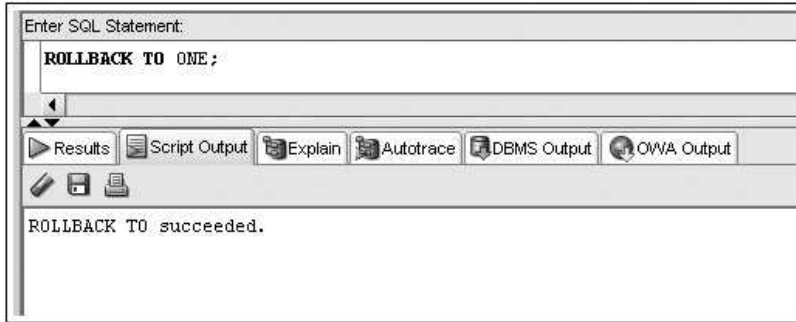 Enter SQL Statement:
ROLLBACK TO ONE;
Results Script Output Explain Autotrace DBMS Output OWA Output
ROLLBACK TO succeeded.